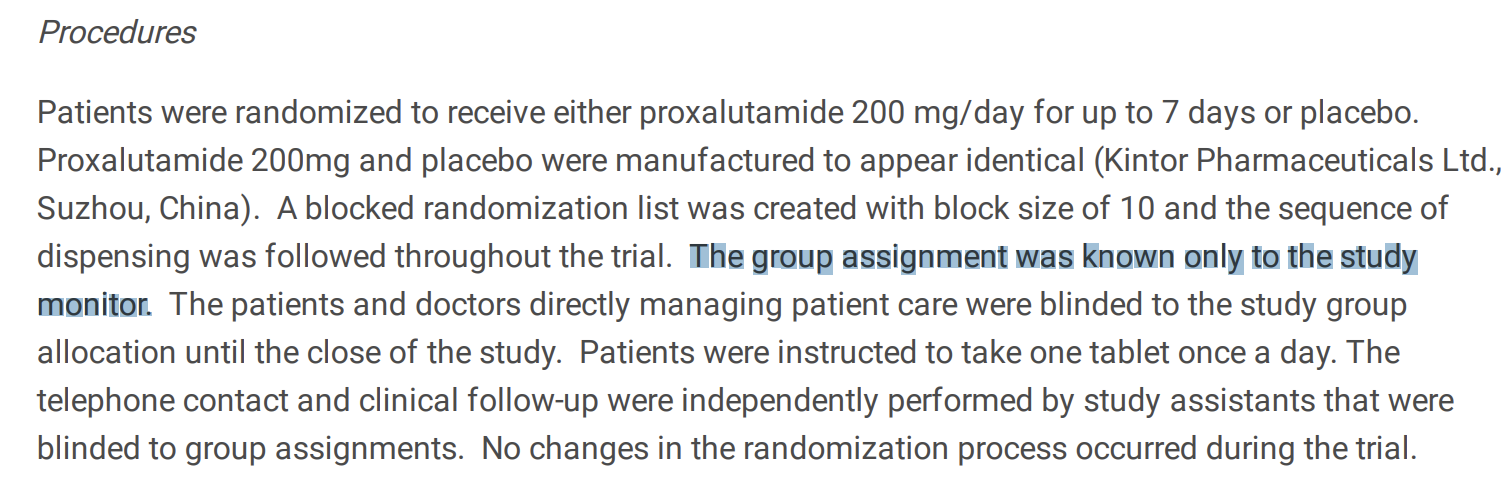 Procedures
Patients were randomized to receive either proxalutamide 200 mg/day for up to 7 days or placebo.
Proxalutamide 200mg and placebo were manufactured to appear identical (Kintor Pharmaceuticals Ltd.,
Suzhou, China).  A blocked randomization list was created with block size of 10 and the sequence of
dispensing was followed throughout the trial.  The group assignment was known only to the study
monitor.  The patients and doctors directly managing patient care were blinded to the study group
allocation until the close of the study.  Patients were instructed to take one tablet once a day. The
telephone contact and clinical follow-up were independently performed by study assistants that were
blinded to group assignments.  No changes in the randomization process occurred during the trial.